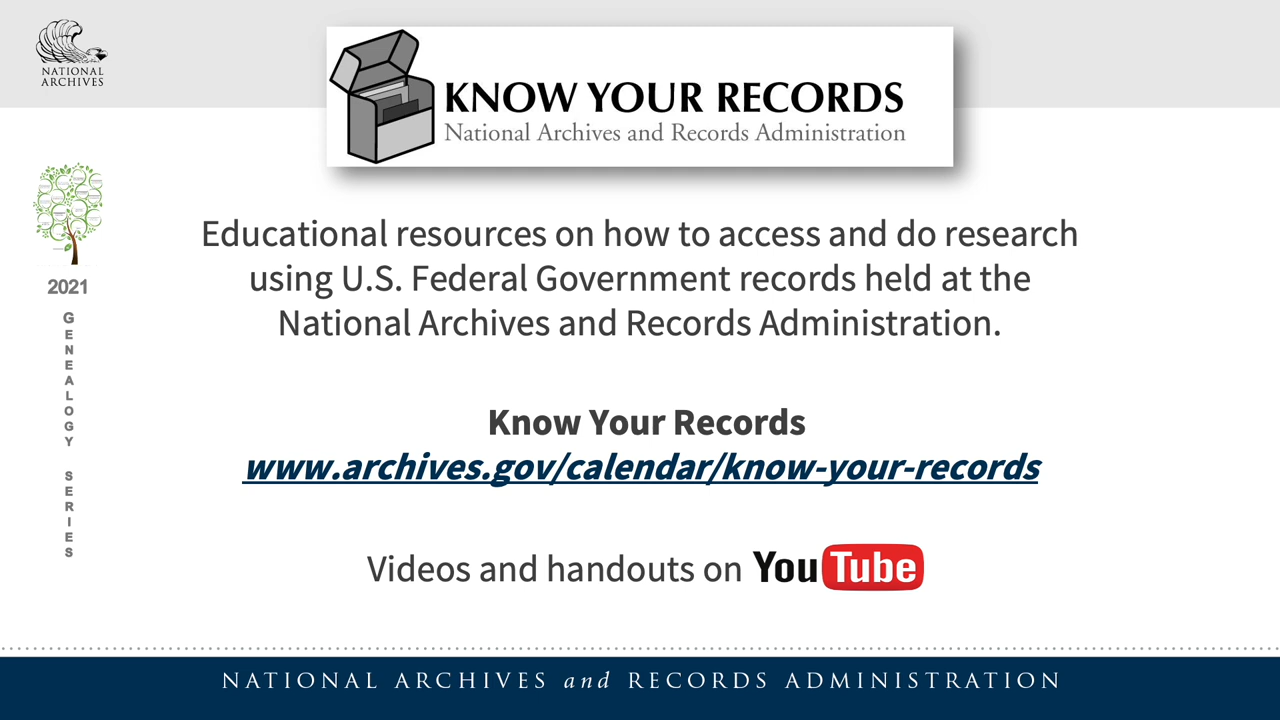 NATIONAL
ARCHIVES
KNOW YOUR RECORDS
National Archives and Records Administration
2021
GENEALOGY SERIES
Educational resources on how to access and do research
using U.S. Federal Government records held at the
National Archives and Records Administration.
Know Your Records
www.archives.gov/calendar/know-your-records
Videos and handouts on YouTube
NATIONAL ARCHIVES and RECORDS ADMINISTRATION